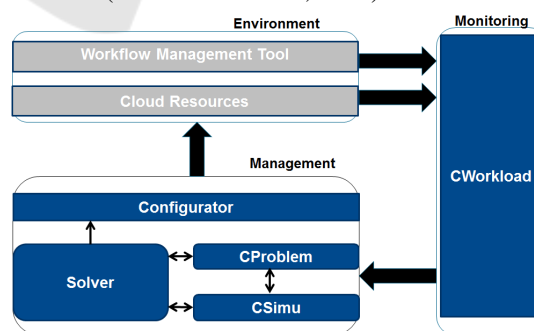 Environment
Monitoring
Workflow Management Tool
Cloud Resources
Management
CWorkload
Configurator
Solver
CProblem
CSimu